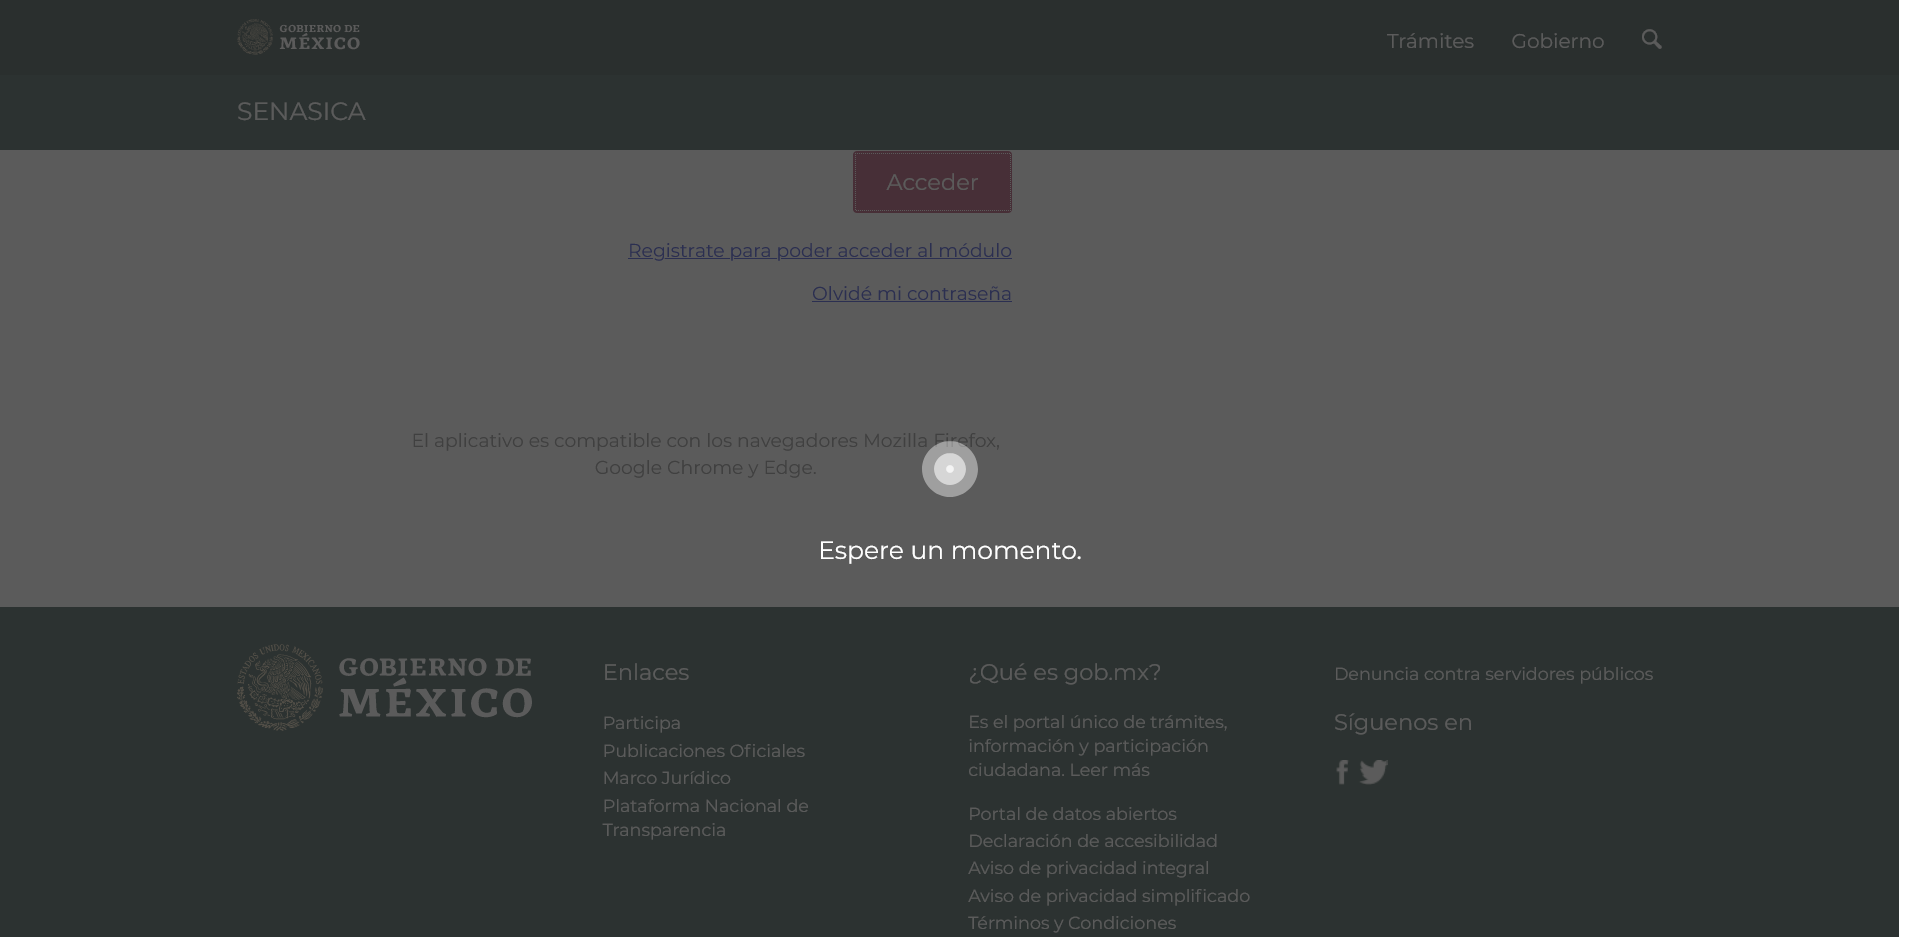 GOBIERNO DE
MÉXICO
Trámites
Gobierno
SENASICA
Acceder
Registrate para poder acceder al módulo
Olvidé mi contraseña
El aplicativo es compatible con los navegadores Mozilla Firefox,
Google Chrome y Edge.
Espere un momento.
ESTADOS UNIDOS MEXICANOS
GOBIERNO DE
MÉXICO
Enlaces
Participa
Publicaciones Oficiales
Marco Jurídico
Plataforma Nacional de
Transparencia
¿Qué es gob.mx?
Es el portal único de trámites,
información y participación
ciudadana. Leer más
Portal de datos abiertos
Declaración de accesibilidad
Aviso de privacidad integral
Aviso de privacidad simplificado
Términos y Condiciones
Denuncia contra servidores públicos
Síguenos en